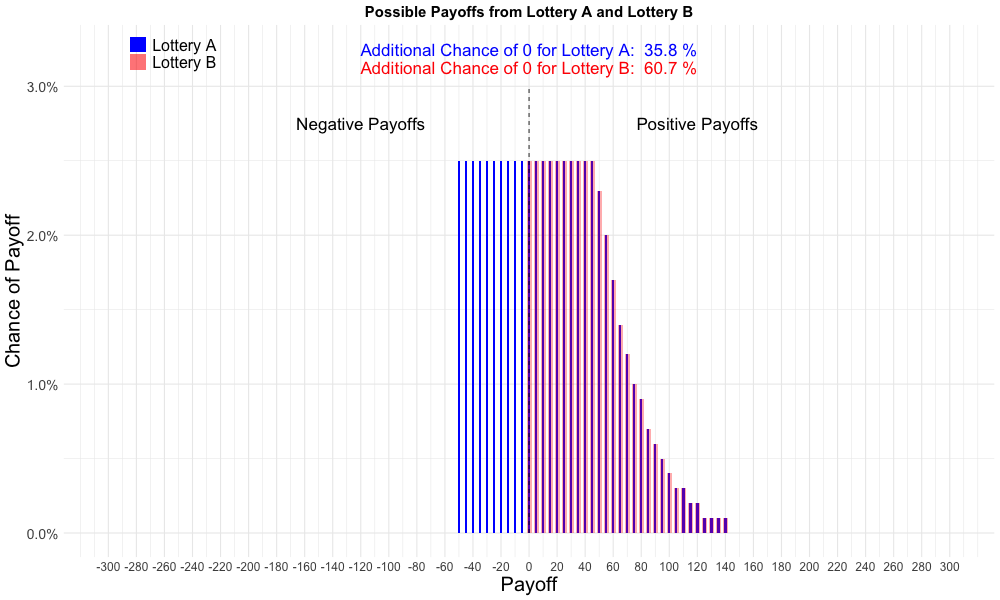 Possible Payoffs from Lottery A and Lottery B
Lottery A
Lottery B
Additional Chance of 0 for Lottery A: 35.8 %
Additional Chance of 0 for Lottery B: 60.7 %
Negative Payoffs
Positive Payoffs
Chance of Payoff
3.0%
2.0%
1.0%
0.0%
-300 -280 -260 -240 -220 -200 -180 -160 -140 -120 -100 -80 -60 -40 -20 0 20 40 60 80 100 120 140 160 180 200 220 240 260 280 300
Payoff